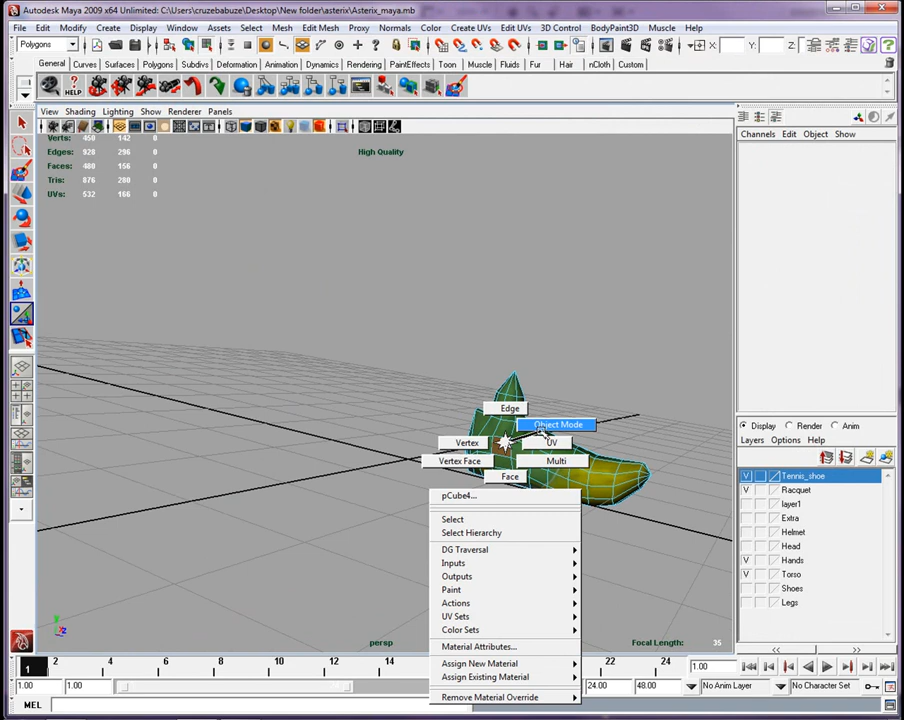 Autodesk Maya 2009 x64 Unlimited: C:\Users\cruzebabuze\Desktop\New folder\asterix\Asterix_maya.mb
File Edit Modify Create Display Window Assets Select Mesh Edit Mesh Proxy Normals Color Create UVs Edit UVs 3D Control BodyPaint3D Muscle Help
Polygons X: Y: Z:
General Curves Surfaces Polygons Subdivs Deformation Animation Dynamics Rendering PaintEffects Toon Muscle Fluids Fur Hair nCloth Custom
HELP
View Shading Lighting Show Renderer Panels
Channels Edit Object Show
Verts: 450 142 0
Edges: 928 296 0
Faces: 480 156 0
Tris: 876 280 0
UVs: 532 166 0
High Quality
Edge
Object Mode
Vertex
UV
Vertex Face
Multi
Face
pCube4...
Select
Select Hierarchy
DG Traversal
Inputs
Outputs
Paint
Actions
UV Sets
Color Sets
Material Attributes...
Assign New Material
Assign Existing Material
Remove Material Override
Display Render Anim
Layers Options Help
V Tennis_shoe
V Racquet
layer1
Extra
Helmet
Head
V Hands
V Torso
Shoes
Legs
y
z
persp
Focal Length: 35
1 2 4 6 8 10 12 14 22 24 1.00
1.00 1.00 24.00 48.00 No Anim Layer No Character Set
MEL